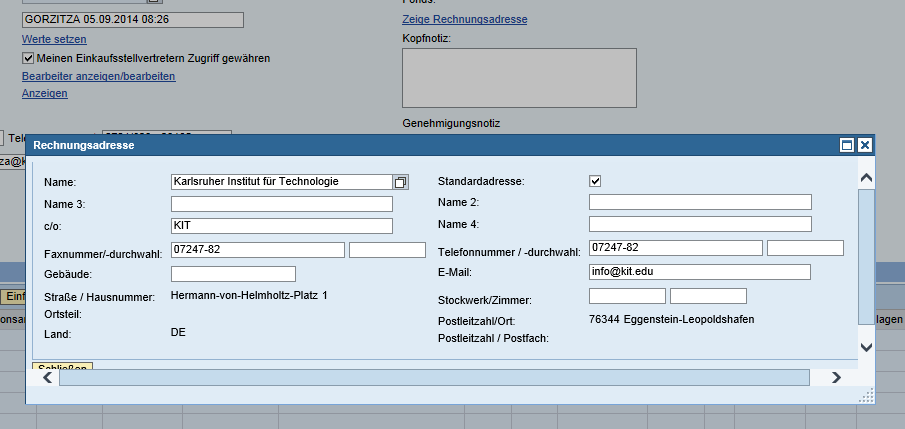 Fonds:
GORZITZA 05.09.2014 08:26
Zeige Rechnungsadresse
Werte setzen
Kopfnotiz:
Meinen Einkaufsstellvertretern Zugriff gewähren
Bearbeiter anzeigen/bearbeiten
Anzeigen
Genehmigungsnotiz
Rechnungsadresse
Name:
Karlsruher Institut für Technologie
Standardadresse:
Name 3:
Name 2:
c/o:
KIT
Name 4:
Faxnummer/-durchwahl:
07247-82
Telefonnummer / -durchwahl:
07247-82
Gebäude:
E-Mail:
info@kit.edu
Straße / Hausnummer:
Hermann-von-Helmholtz-Platz 1
Stockwerk/Zimmer:
Ortsteil:
Postleitzahl/Ort:
76344 Eggenstein-Leopoldshafen
Land:
DE
Postleitzahl / Postfach:
Schließen